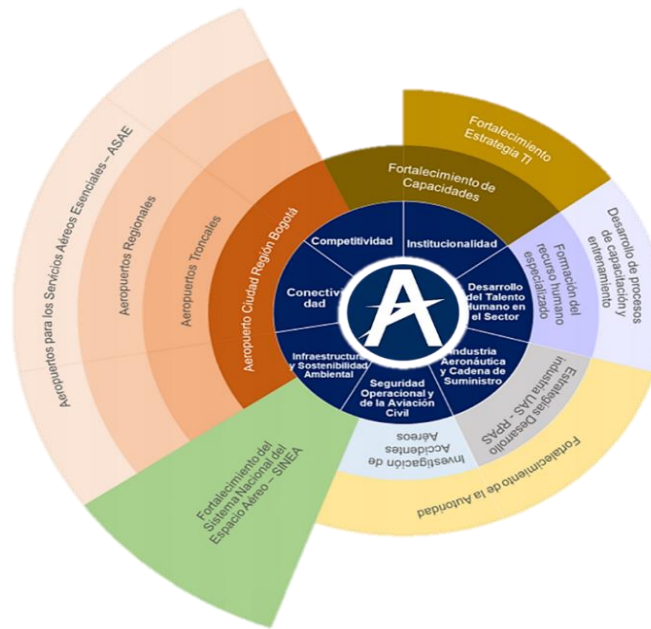 Fortalecimiento
Estrategia TI
Fortalecimiento de
Capacidades
Aeropuertos para los Servicios Aéreos Esenciales – ASAE
Aeropuertos Regionales
Aeropuertos Troncales
Aeropuerto Ciudad Región Bogotá
Competitividad
Institucionalidad
Conectivi
dad
Desarrollo
del Talento
Humano en
el Sector
Formación del
recurso humano
especializado
Desarrollo de procesos
de capacitación y
entrenamiento
Infraestructura
y Sostenibilidad
Ambiental
Seguridad
Operacional y
de la Aviación
Civil
Industria
Aeronáutica
y Cadena de
Suministro
Estrategias Desarrollo
industria UAS - RPAS
Investigación de
Accidentes
Aéreos
Fortalecimiento de la Autoridad
Fortalecimiento del
Sistema Nacional del
Espacio Aéreo – SINEA